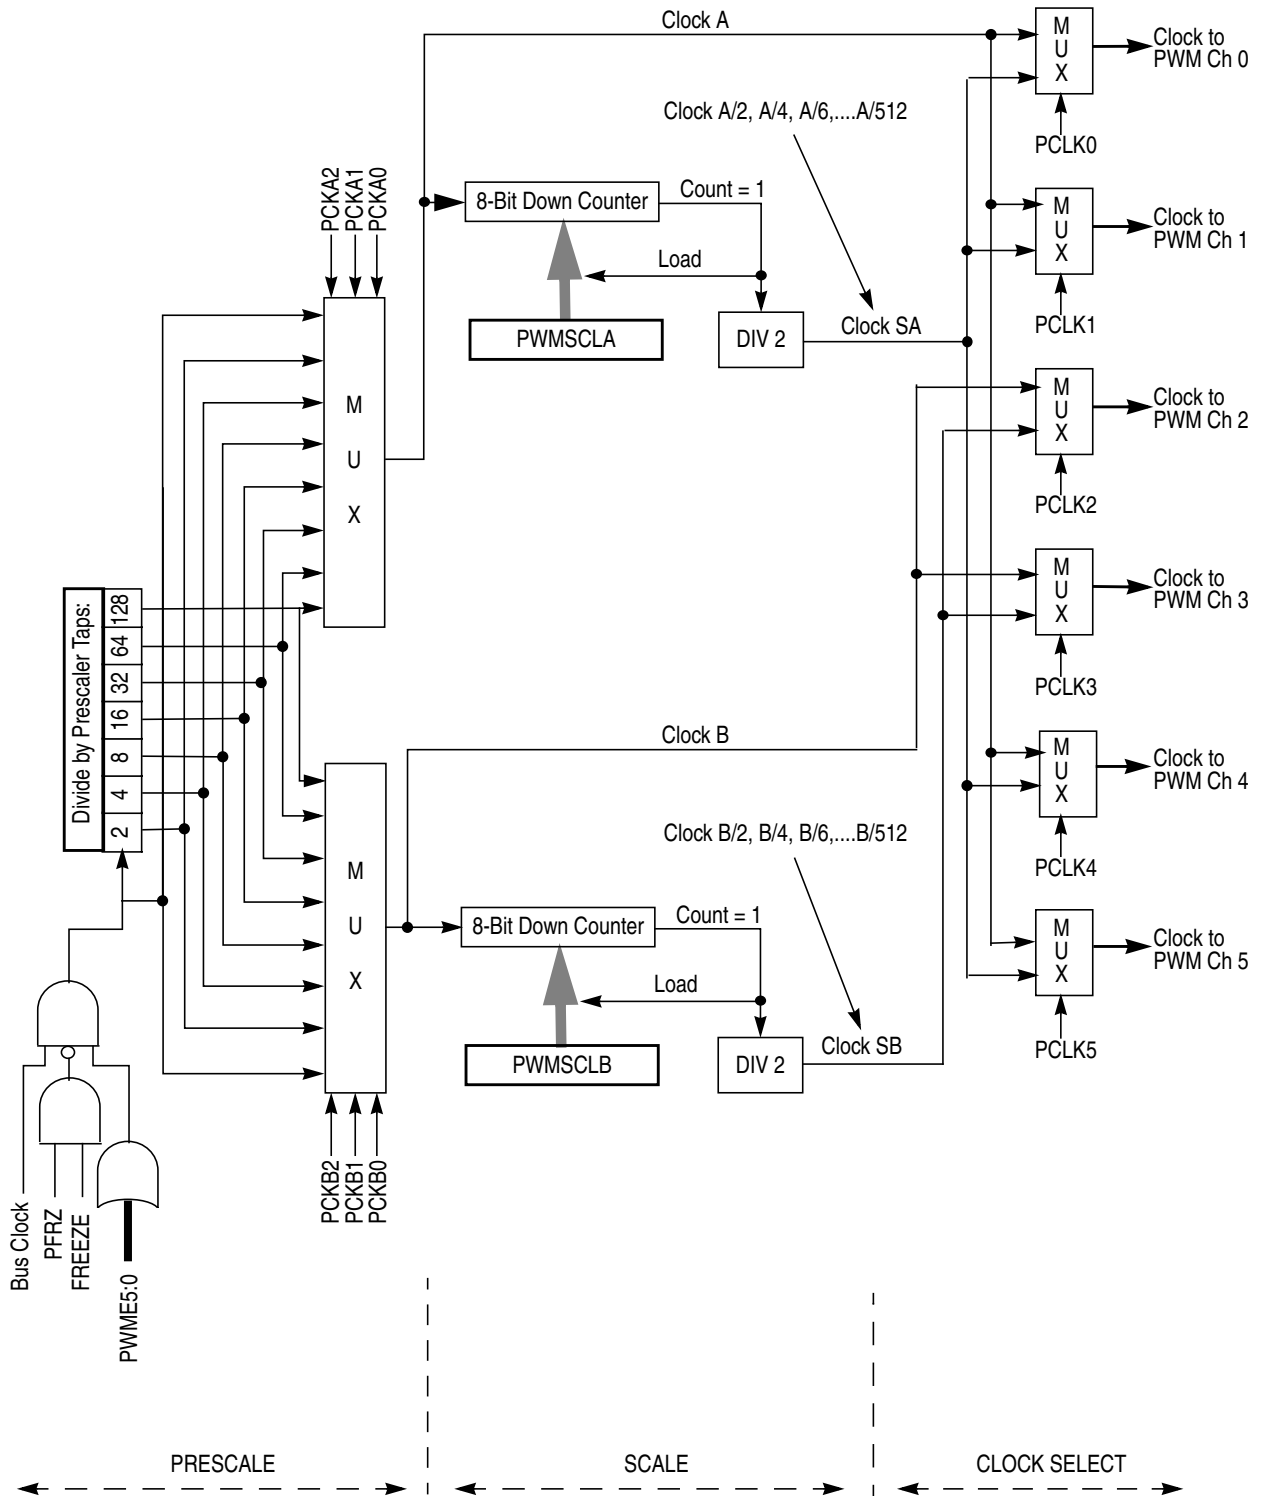 Clock A
M
U
X
Clock to
PWM Ch 0
PCLK0
Clock A/2, A/4, A/6,....A/512
PCKA2
PCKA1
PCKA0
8-Bit Down Counter
Count = 1
M
U
X
Clock to
PWM Ch 1
PCLK1
Load
PWMSCLA
DIV 2
Clock SA
M
U
X
M
U
X
Clock to
PWM Ch 2
PCLK2
M
U
X
Clock to
PWM Ch 3
PCLK3
Divide by Prescaler Taps:
128
64
32
16
8
4
2
Clock B
M
U
X
Clock to
PWM Ch 4
PCLK4
Clock B/2, B/4, B/6,....B/512
M
U
X
8-Bit Down Counter
Count = 1
M
U
X
Clock to
PWM Ch 5
PCLK5
Load
PWMSCLB
DIV 2
Clock SB
PCKB2
PCKB1
PCKB0
Bus Clock
PFRZ
FREEZE
PWME5:0
PRESCALE
SCALE
CLOCK SELECT